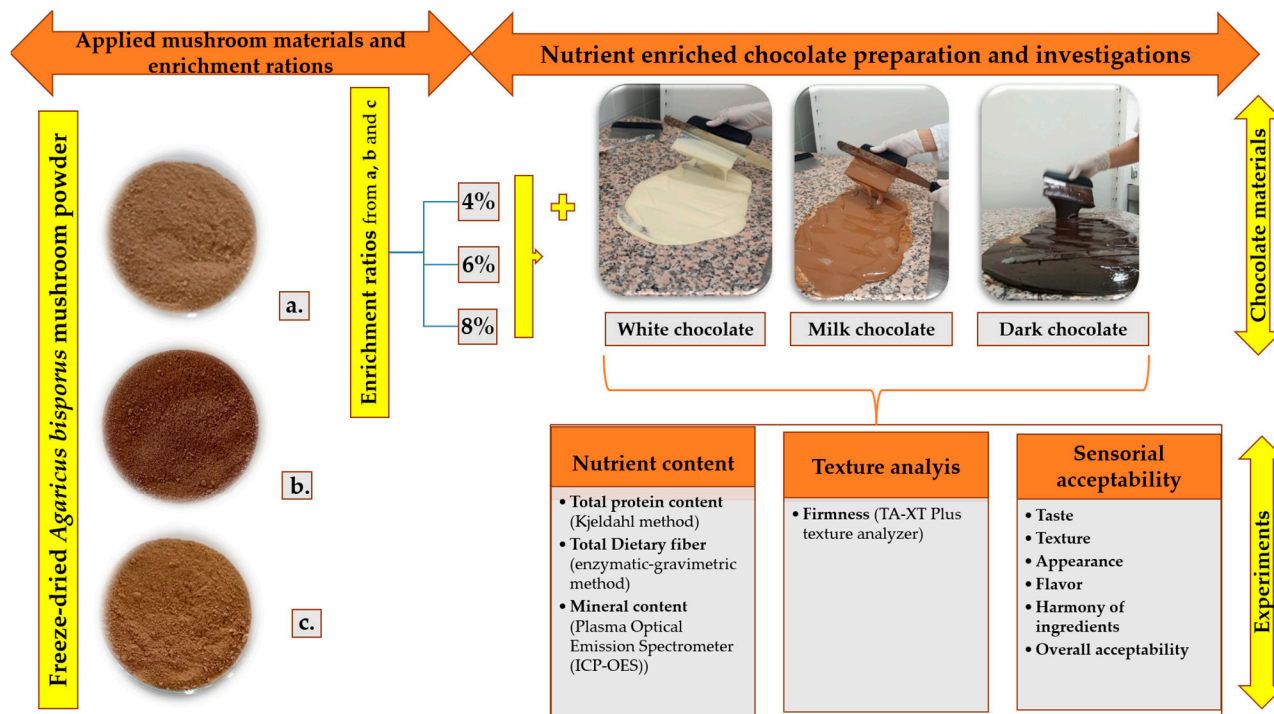 Applied mushroom materials and
enrichment rations
Nutrient enriched chocolate preparation and investigations
Freeze-dried Agaricus bisporus mushroom powder
a.
b.
c.
Enrichment ratios from a, b and c
4%
6%
8%
White chocolate
Milk chocolate
Dark chocolate
Chocolate materials
Nutrient content
• Total protein content
(Kjeldahl method)
• Total Dietary fiber
(enzymatic-gravimetric
method)
• Mineral content
(Plasma Optical
Emission Spectrometer
(ICP-OES))
Texture analyis
• Firmness (TA-XT Plus
texture analyzer)
Sensorial
acceptability
• Taste
• Texture
• Appearance
• Flavor
• Harmony of
ingredients
• Overall acceptability
Experiments